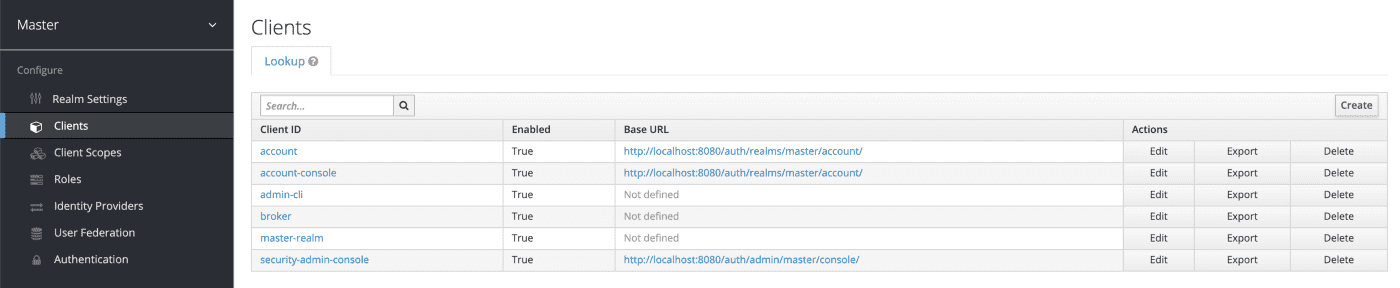 Master
Configure
Realm Settings
Clients
Client Scopes
Roles
Identity Providers
User Federation
Authentication
Clients
Lookup ?
Search...
Create
Client ID Enabled Base URL Actions
account True http://localhost:8080/auth/realms/master/account/ Edit Export Delete
account-console True http://localhost:8080/auth/realms/master/account/ Edit Export Delete
admin-cli True Not defined Edit Export Delete
broker True Not defined Edit Export Delete
master-realm True Not defined Edit Export Delete
security-admin-console True http://localhost:8080/auth/admin/master/console/ Edit Export Delete